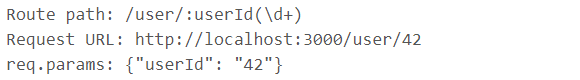 Route path: /user/:userId(\d+)
Request URL: http://localhost:3000/user/42
req.params: {"userId": "42"}